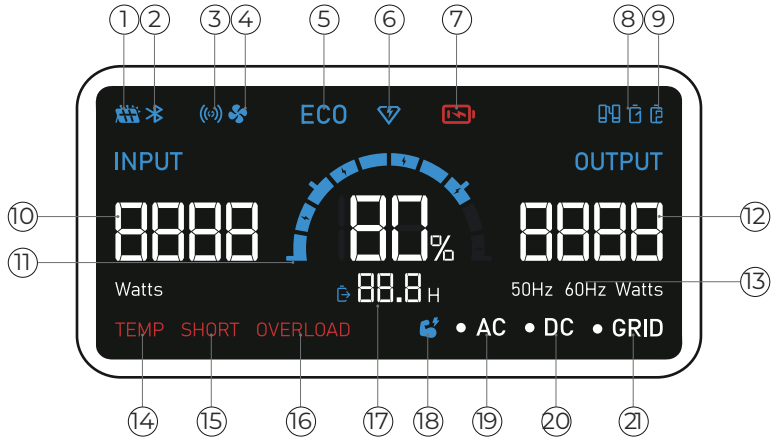 1 2 3 4 5 6 7 8 9
ECO
INPUT OUTPUT
10 8888 80% 8888 12
11
88.8 H
13
Watts 50Hz 60Hz Watts
TEMP SHORT OVERLOAD • AC • DC • GRID
14 15 16 17 18 19 20 21